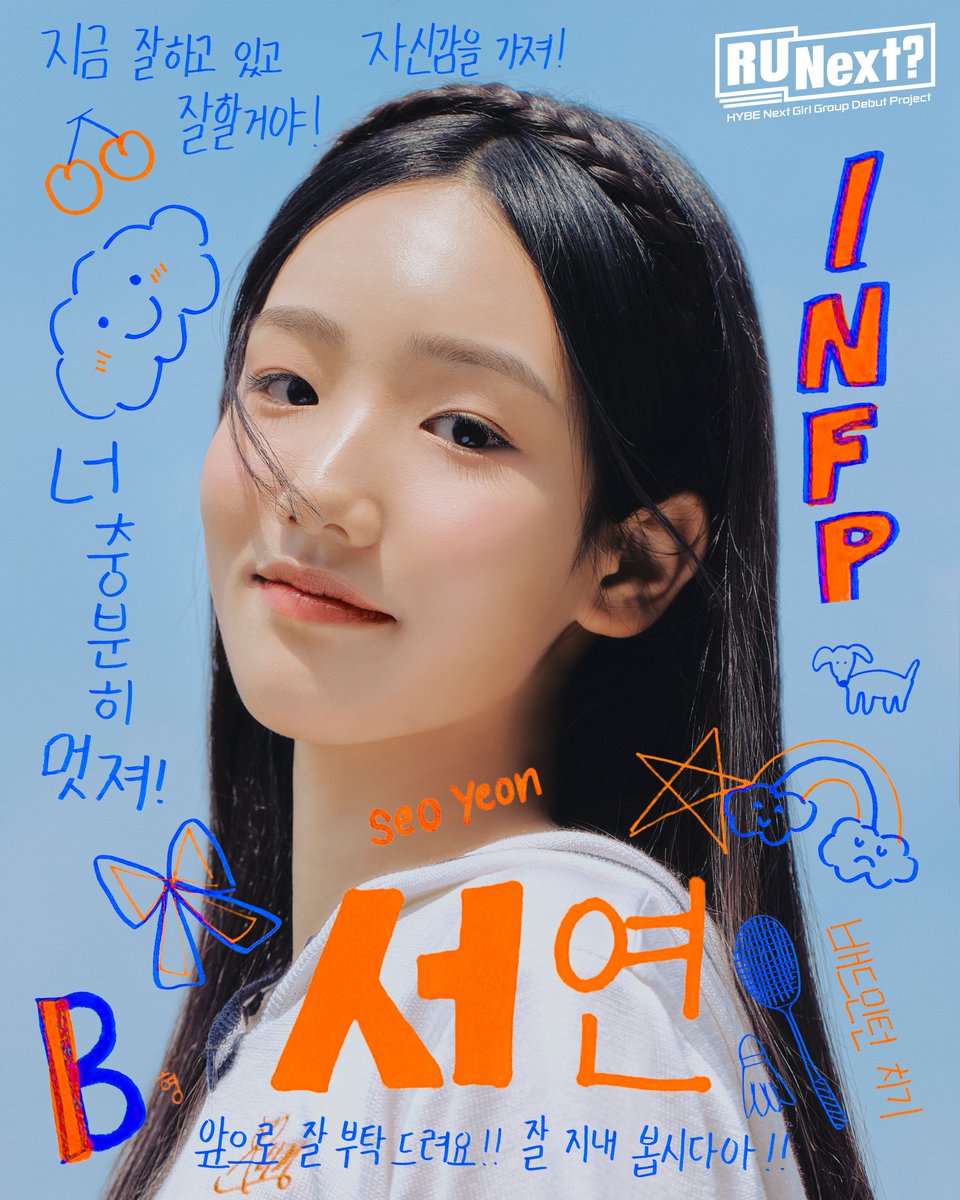 지금 잘하고 있고
잘할거야!
자신감을 가져!
RU Next?
HYBE Next Girl Group Debut Project
INFP
너
충분히
멋져!
seo yeon
서연
배드민턴 치기
B
형
앞으로 잘 부탁 드려요!! 잘 지내 봅시다아!!